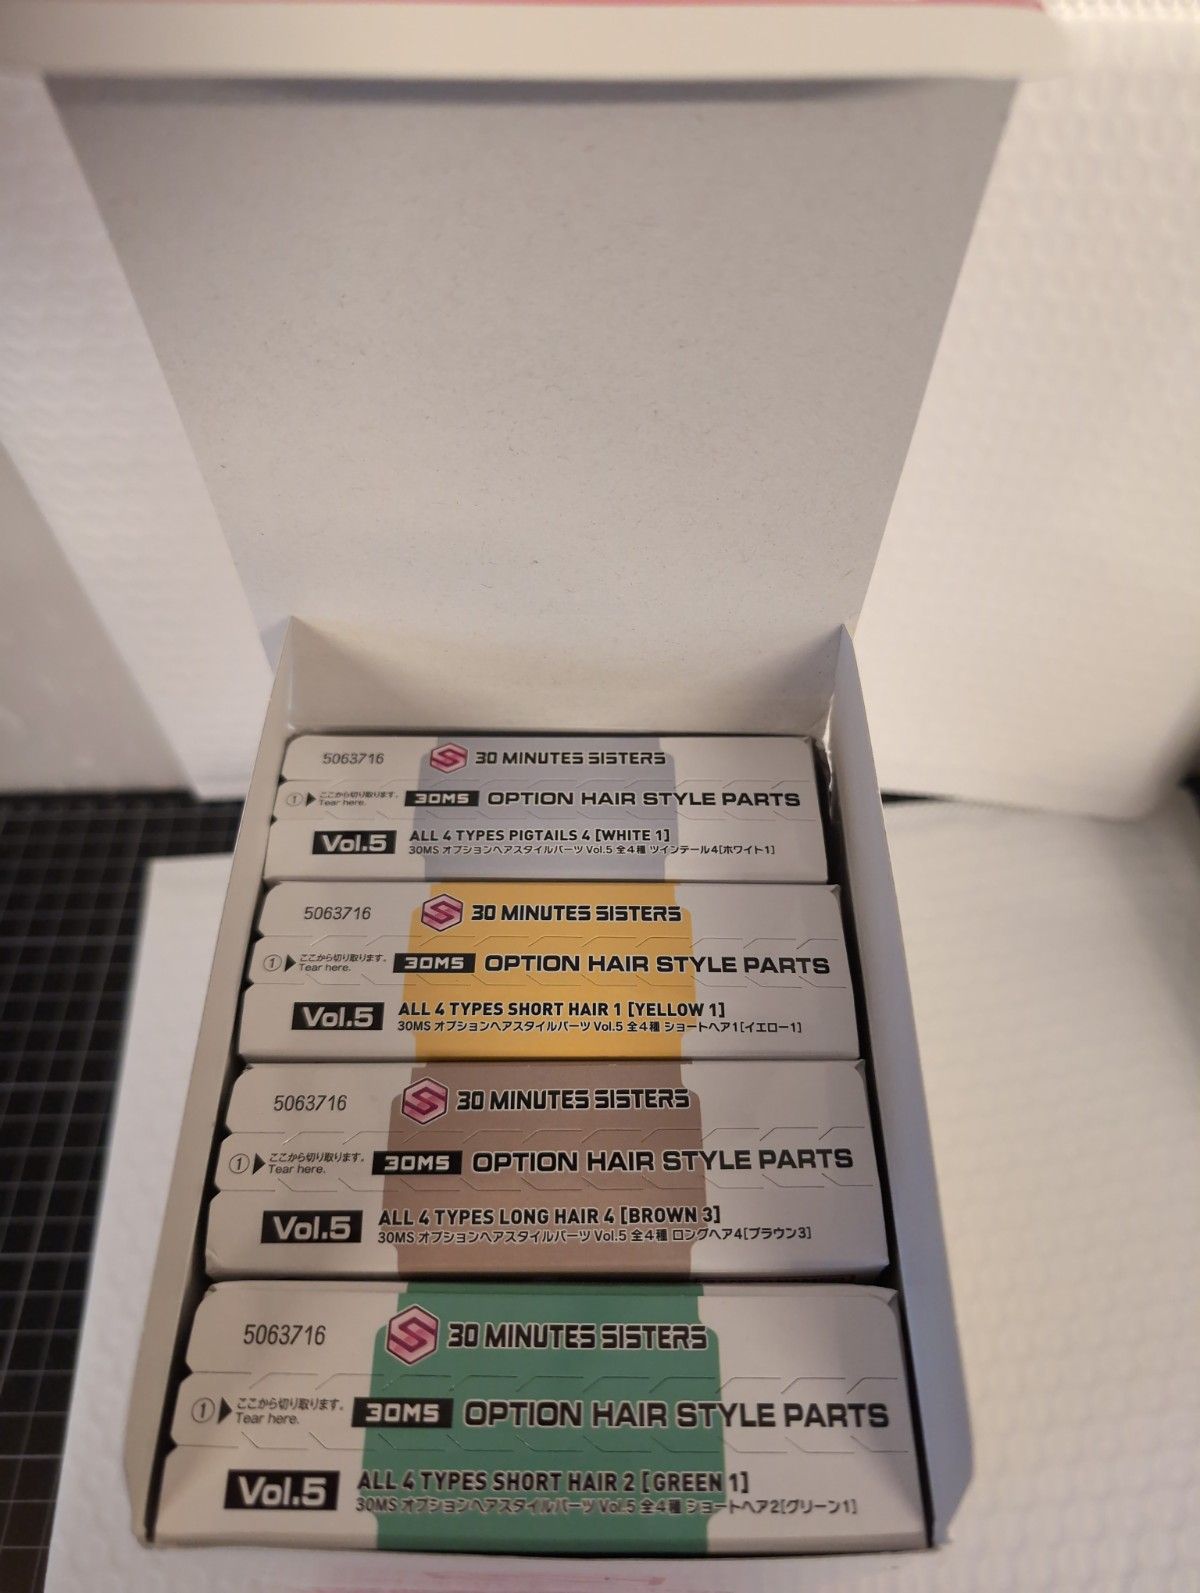 5063716
30 MINUTES SISTERS
① ここから切り取ります。
Tear here.
30MS OPTION HAIR STYLE PARTS
Vol.5 ALL 4 TYPES PIGTAILS 4 [WHITE 1]
30MS オプションヘアスタイルパーツ Vol.5 全4種 ツインテール4[ホワイト1]
5063716
30 MINUTES SISTERS
① ここから切り取ります。
Tear here.
30MS OPTION HAIR STYLE PARTS
Vol.5 ALL 4 TYPES SHORT HAIR 1 [YELLOW 1]
30MS オプションヘアスタイルパーツ Vol.5 全4種 ショートヘア1[イエロー1]
5063716
30 MINUTES SISTERS
① ここから切り取ります。
Tear here.
30MS OPTION HAIR STYLE PARTS
Vol.5 ALL 4 TYPES LONG HAIR 4 [BROWN 3]
30MS オプションヘアスタイルパーツ Vol.5 全4種 ロングヘア4[ブラウン3]
5063716
30 MINUTES SISTERS
① ここから切り取ります。
Tear here.
30MS OPTION HAIR STYLE PARTS
Vol.5 ALL 4 TYPES SHORT HAIR 2 [GREEN 1]
30MS オプションヘアスタイルパーツ Vol.5 全4種 ショートヘア2[グリーン1]